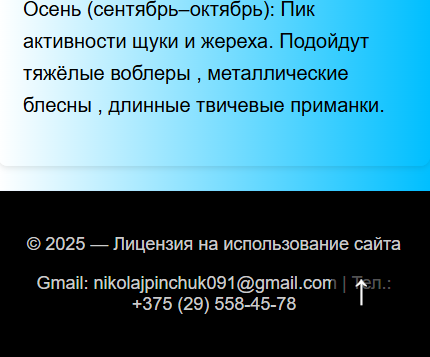 Осень (сентябрь–октябрь): Пик
активности щуки и жереха. Подойдут
тяжёлые воблеры , металлические
блесны , длинные твичевые приманки.
© 2025 — Лицензия на использование сайта
Gmail: nikolajpinchuk091@gmail.com | Тел.:
+375 (29) 558-45-78
↑